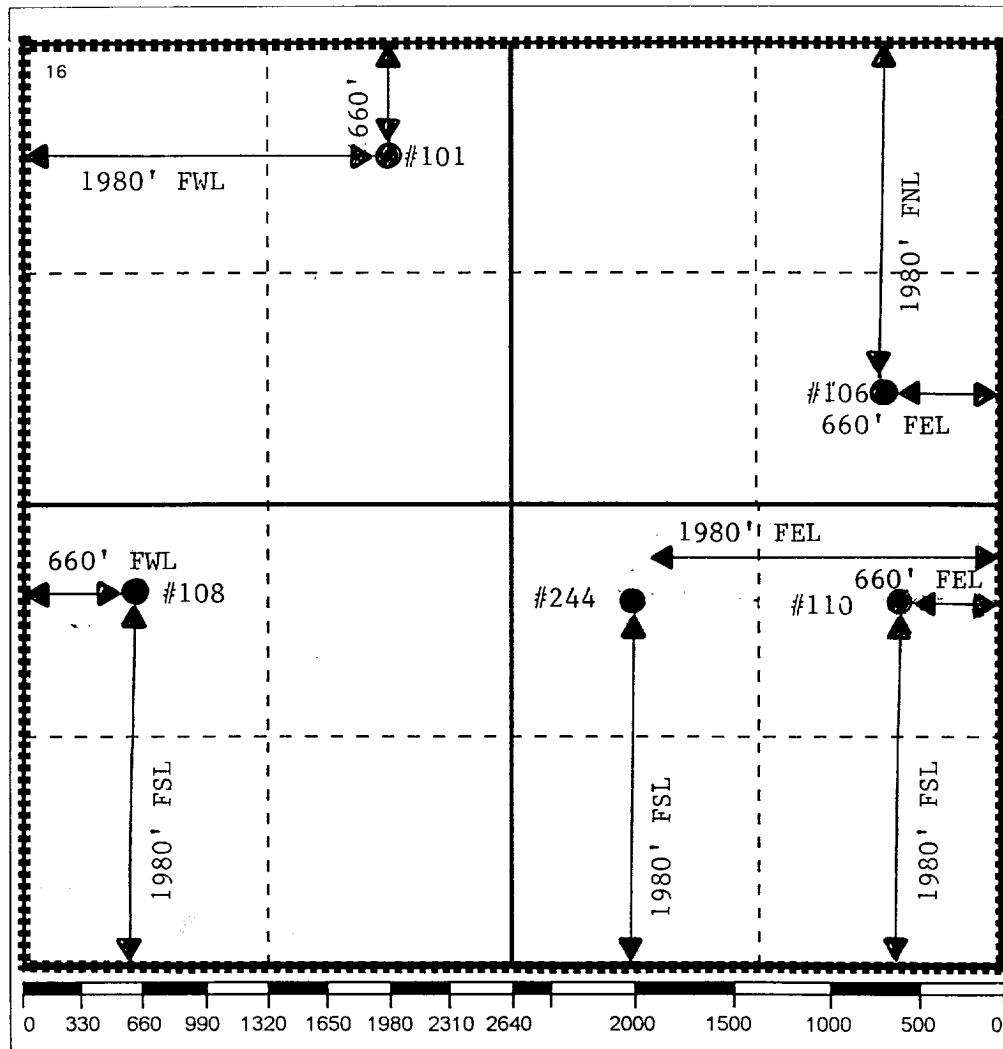 16
660'
#101
1980' FWL
1980' FNL
#106
660' FEL
1980' FEL
660' FWL
660' FEL
#108
#244
#110
1980' FSL
1980' FSL
1980' FSL
0 330 660 990 1320 1650 1980 2310 2640 2000 1500 1000 500 0